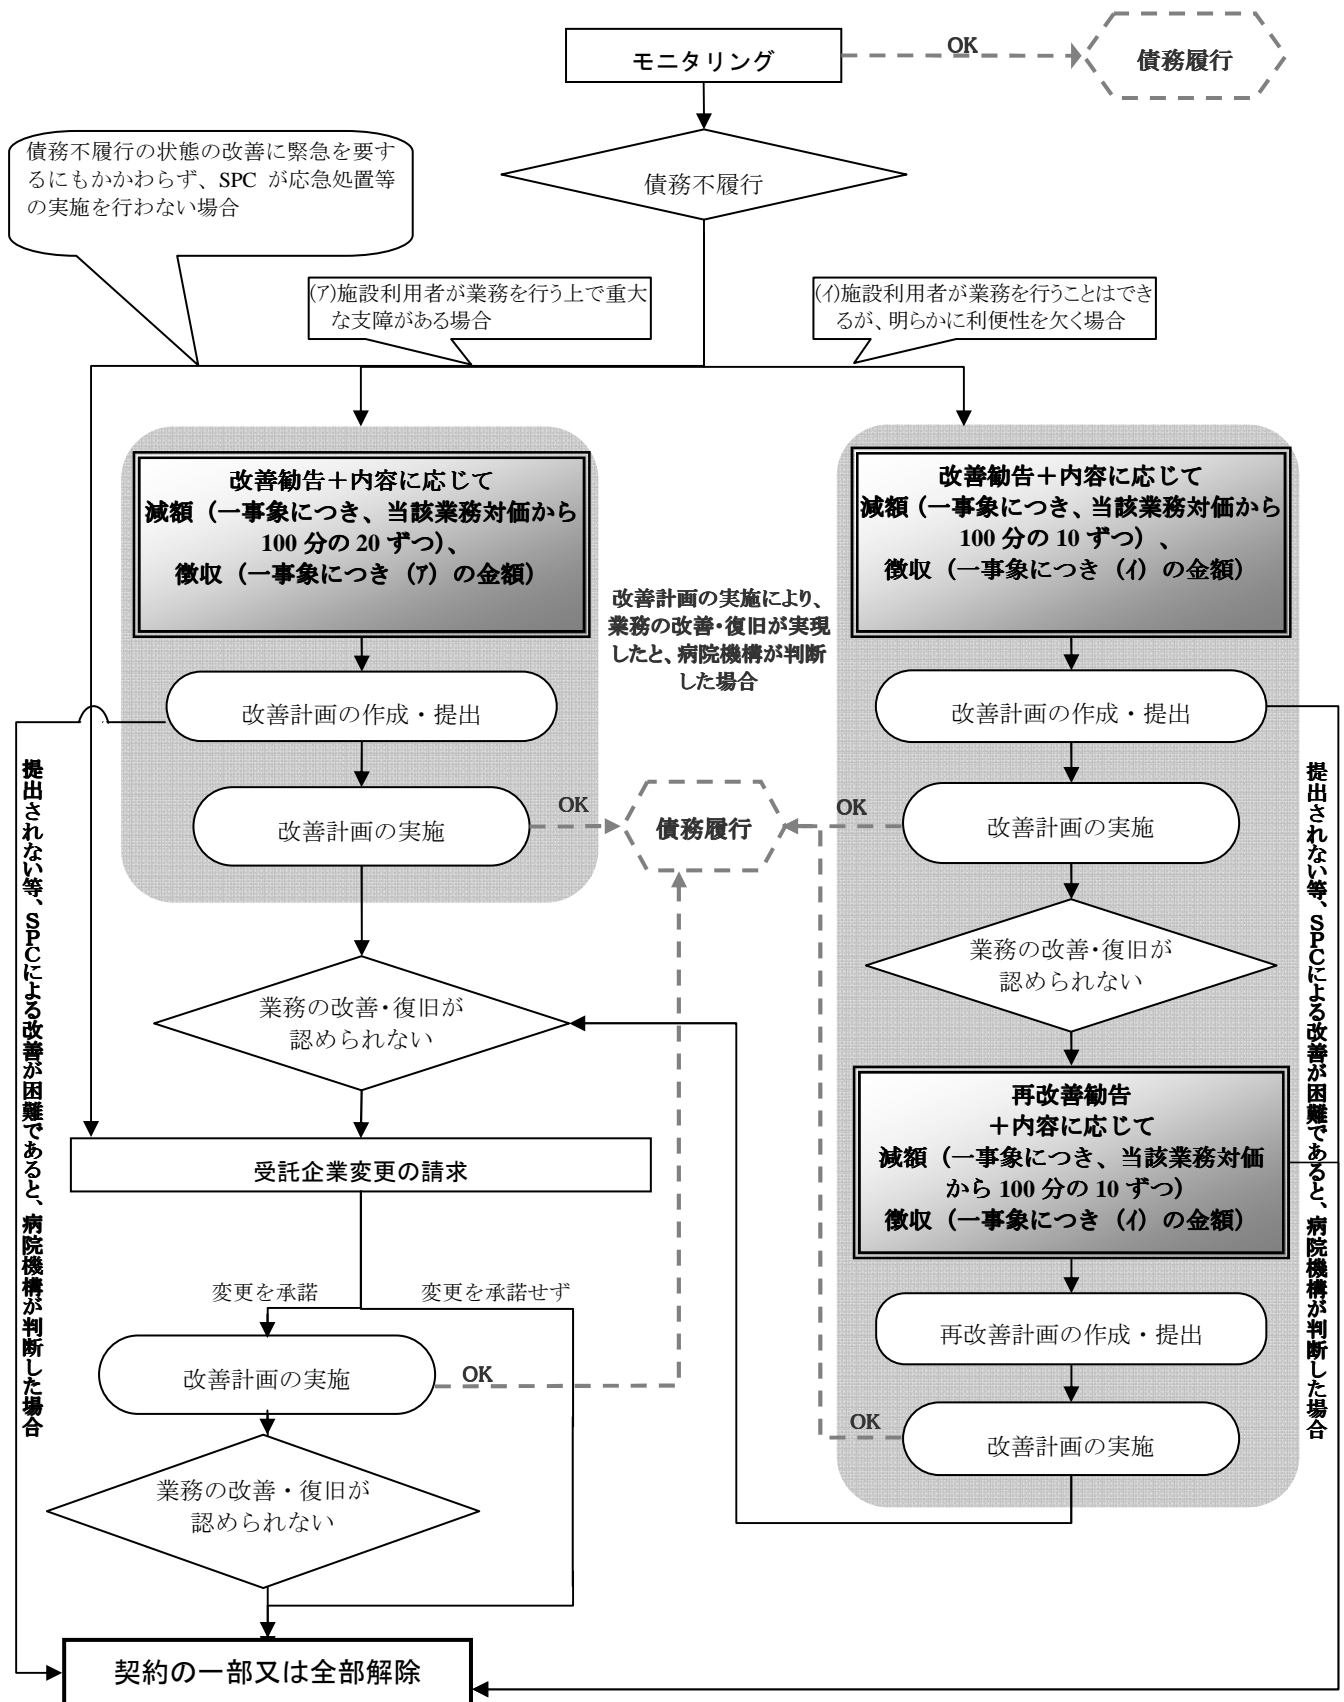 モニタリング
OK
債務履行
債務不履行の状態の改善に緊急を要す
るにもかかわらず、SPC が応急処置等
の実施を行わない場合
債務不履行
(ア)施設利用者が業務を行う上で重大
な支障がある場合
(イ)施設利用者が業務を行うことはでき
るが、明らかに利便性を欠く場合
改善勧告＋内容に応じて
減額（一事象につき、当該業務対価から
100 分の 20 ずつ）、
徴収（一事象につき（ア）の金額）
改善勧告＋内容に応じて
減額（一事象につき、当該業務対価から
100 分の 10 ずつ）、
徴収（一事象につき（イ）の金額）
改善計画の実施により、
業務の改善・復旧が実現
したと、病院機構が判断
した場合
改善計画の作成・提出
改善計画の作成・提出
提出されない等、SPCによる改善が困難であると、病院機構が判断した場合
提出されない等、SPCによる改善が困難であると、病院機構が判断した場合
改善計画の実施
OK
債務履行
OK
改善計画の実施
業務の改善・復旧が
認められない
業務の改善・復旧が
認められない
再改善勧告
＋内容に応じて
減額（一事象につき、当該業務対価
から 100 分の 10 ずつ）
徴収（一事象につき（イ）の金額）
受託企業変更の請求
変更を承諾
変更を承諾せず
再改善計画の作成・提出
改善計画の実施
OK
OK
改善計画の実施
業務の改善・復旧が
認められない
契約の一部又は全部解除